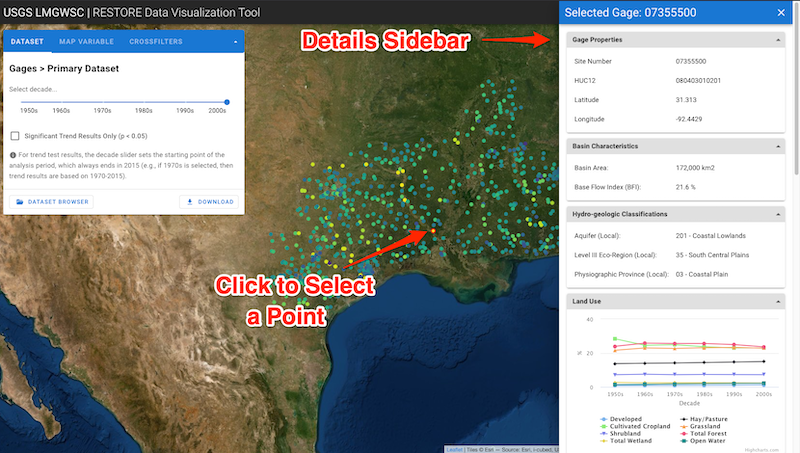 USGS LMGWSC | RESTORE Data Visualization Tool
DATASET MAP VARIABLE CROSSFILTERS
Gages > Primary Dataset
Select decade...
1950s 1960s 1970s 1980s 1990s 2000s
Significant Trend Results Only (p < 0.05)
For trend test results, the decade slider sets the starting point of the
analysis period, which always ends in 2015 (e.g., if 1970s is selected, then
trend results are based on 1970-2015).
DATASET BROWSER DOWNLOAD
Details Sidebar
Click to Select
a Point
Leaflet | Tiles © Esri — Source: Esri, i-cubed,
Selected Gage: 07355500
Gage Properties
Site Number 07355500
HUC12 080403010201
Latitude 31.313
Longitude -92.4429
Basin Characteristics
Basin Area: 172,000 km2
Base Flow Index (BFI): 21.6 %
Hydro-geologic Classifications
Aquifer (Local): 201 - Coastal Lowlands
Level III Eco-Region (Local): 35 - South Central Plains
Physiographic Province (Local): 03 - Coastal Plain
Land Use
40
20
0
%
1950s 1960s 1970s 1980s 1990s 2000s
Decade
Developed Hay/Pasture
Cultivated Cropland Grassland
Shrubland Total Forest
Total Wetland Open Water
Highcharts.com